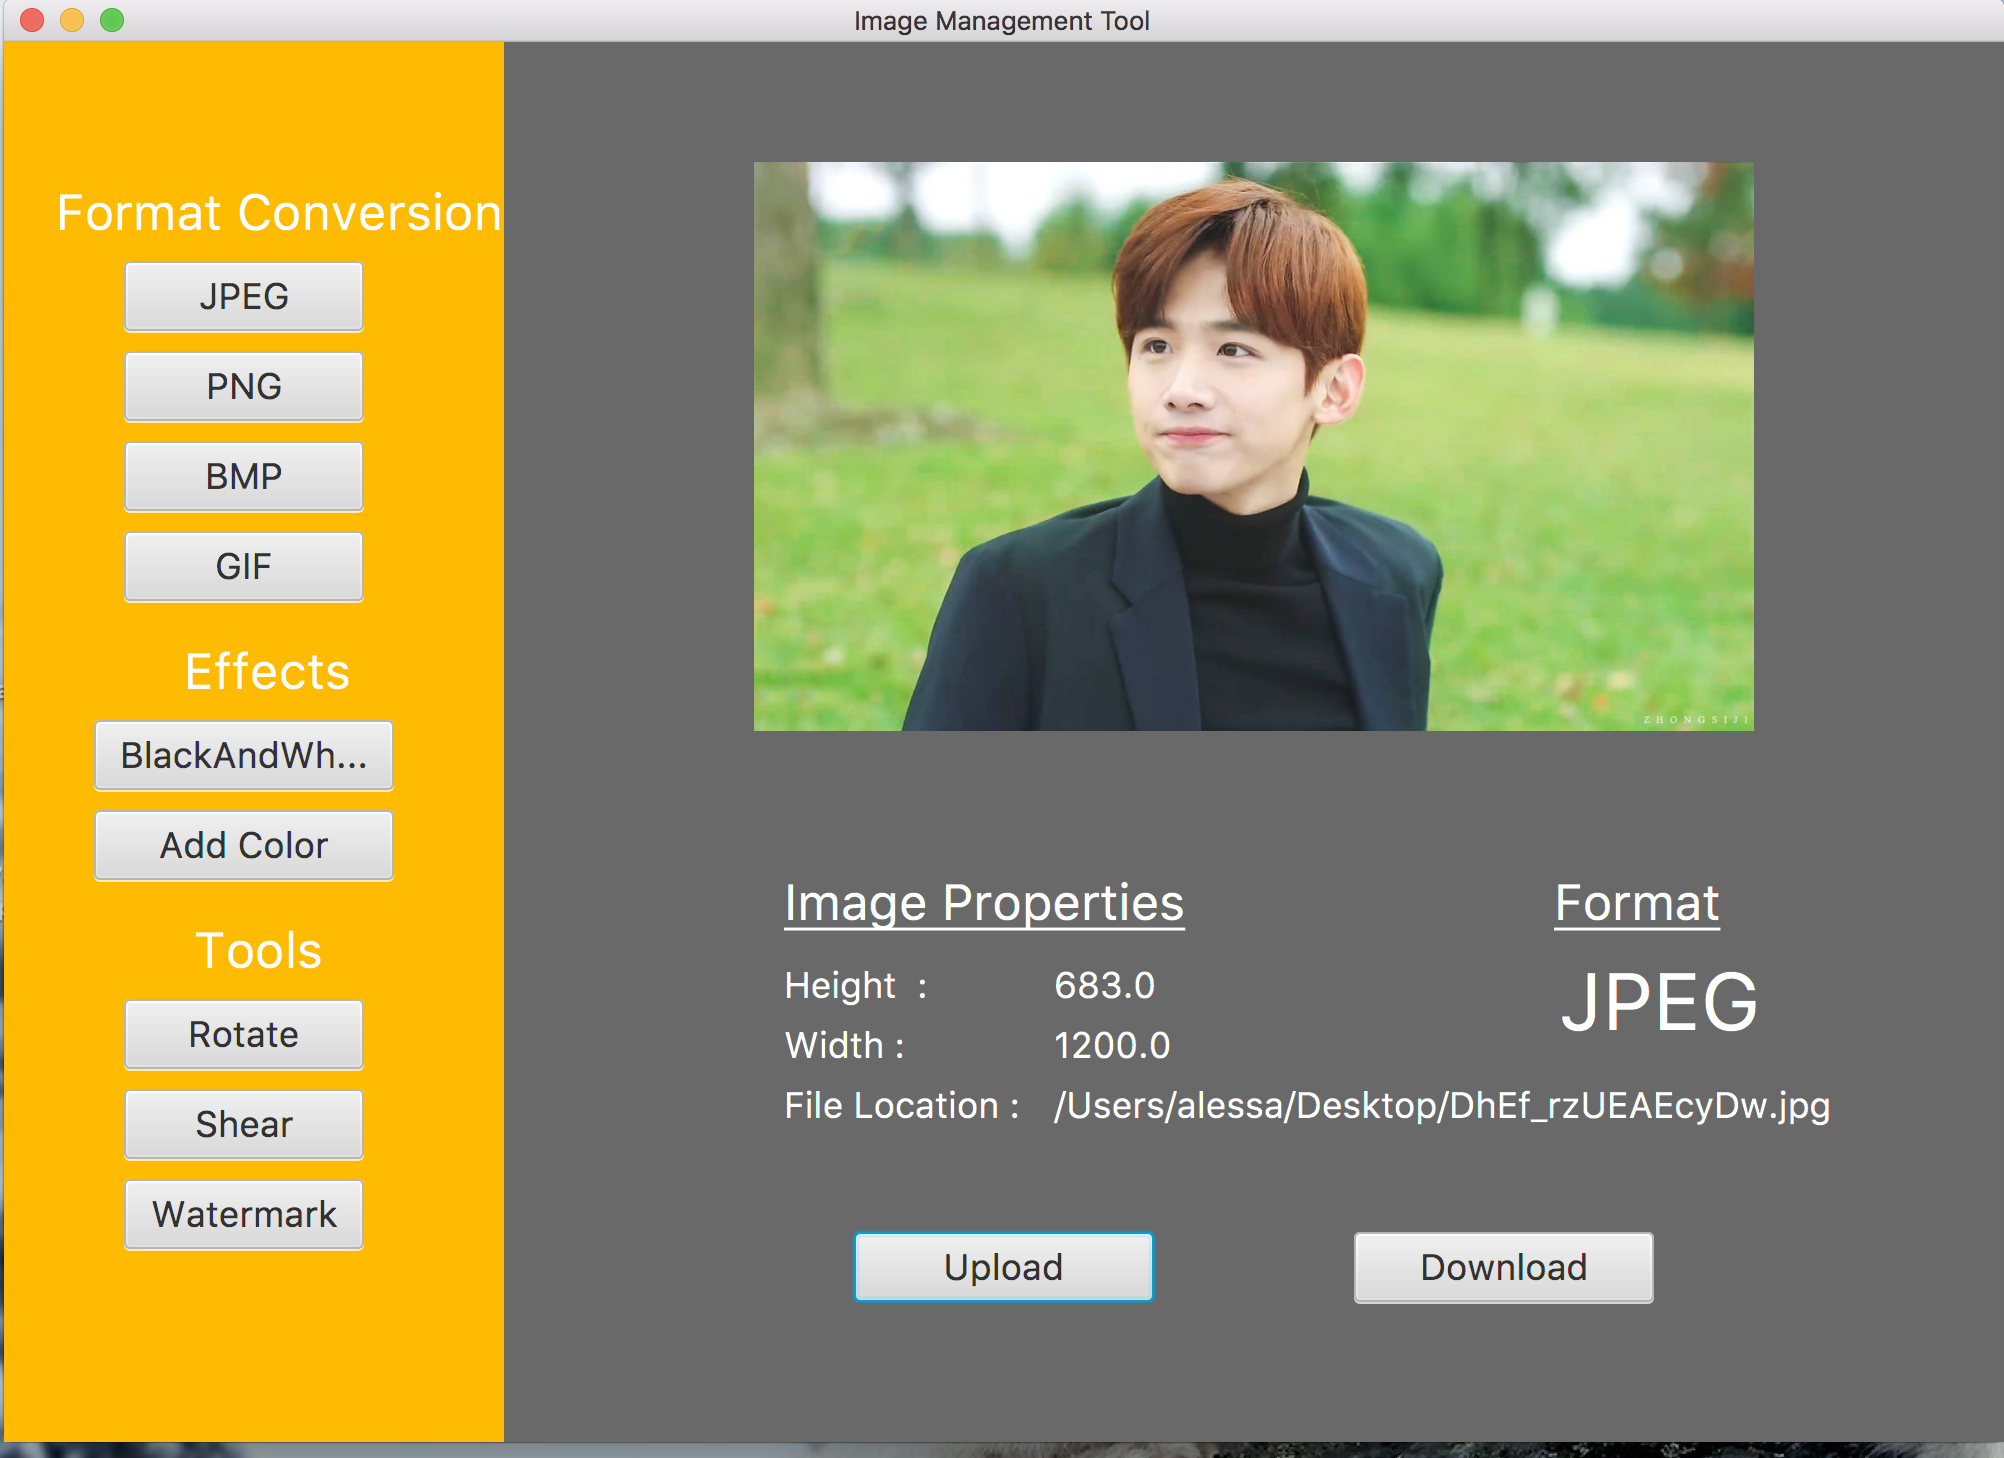 Image Management Tool
Format Conversion
JPEG
PNG
BMP
GIF
Effects
BlackAndWh...
Add Color
Tools
Rotate
Shear
Watermark
ZHONGSIJI
Image Properties
Height :
683.0
Width :
1200.0
File Location :
/Users/alessa/Desktop/DhEf_rzUEAEcyDw.jpg
Format
JPEG
Upload
Download